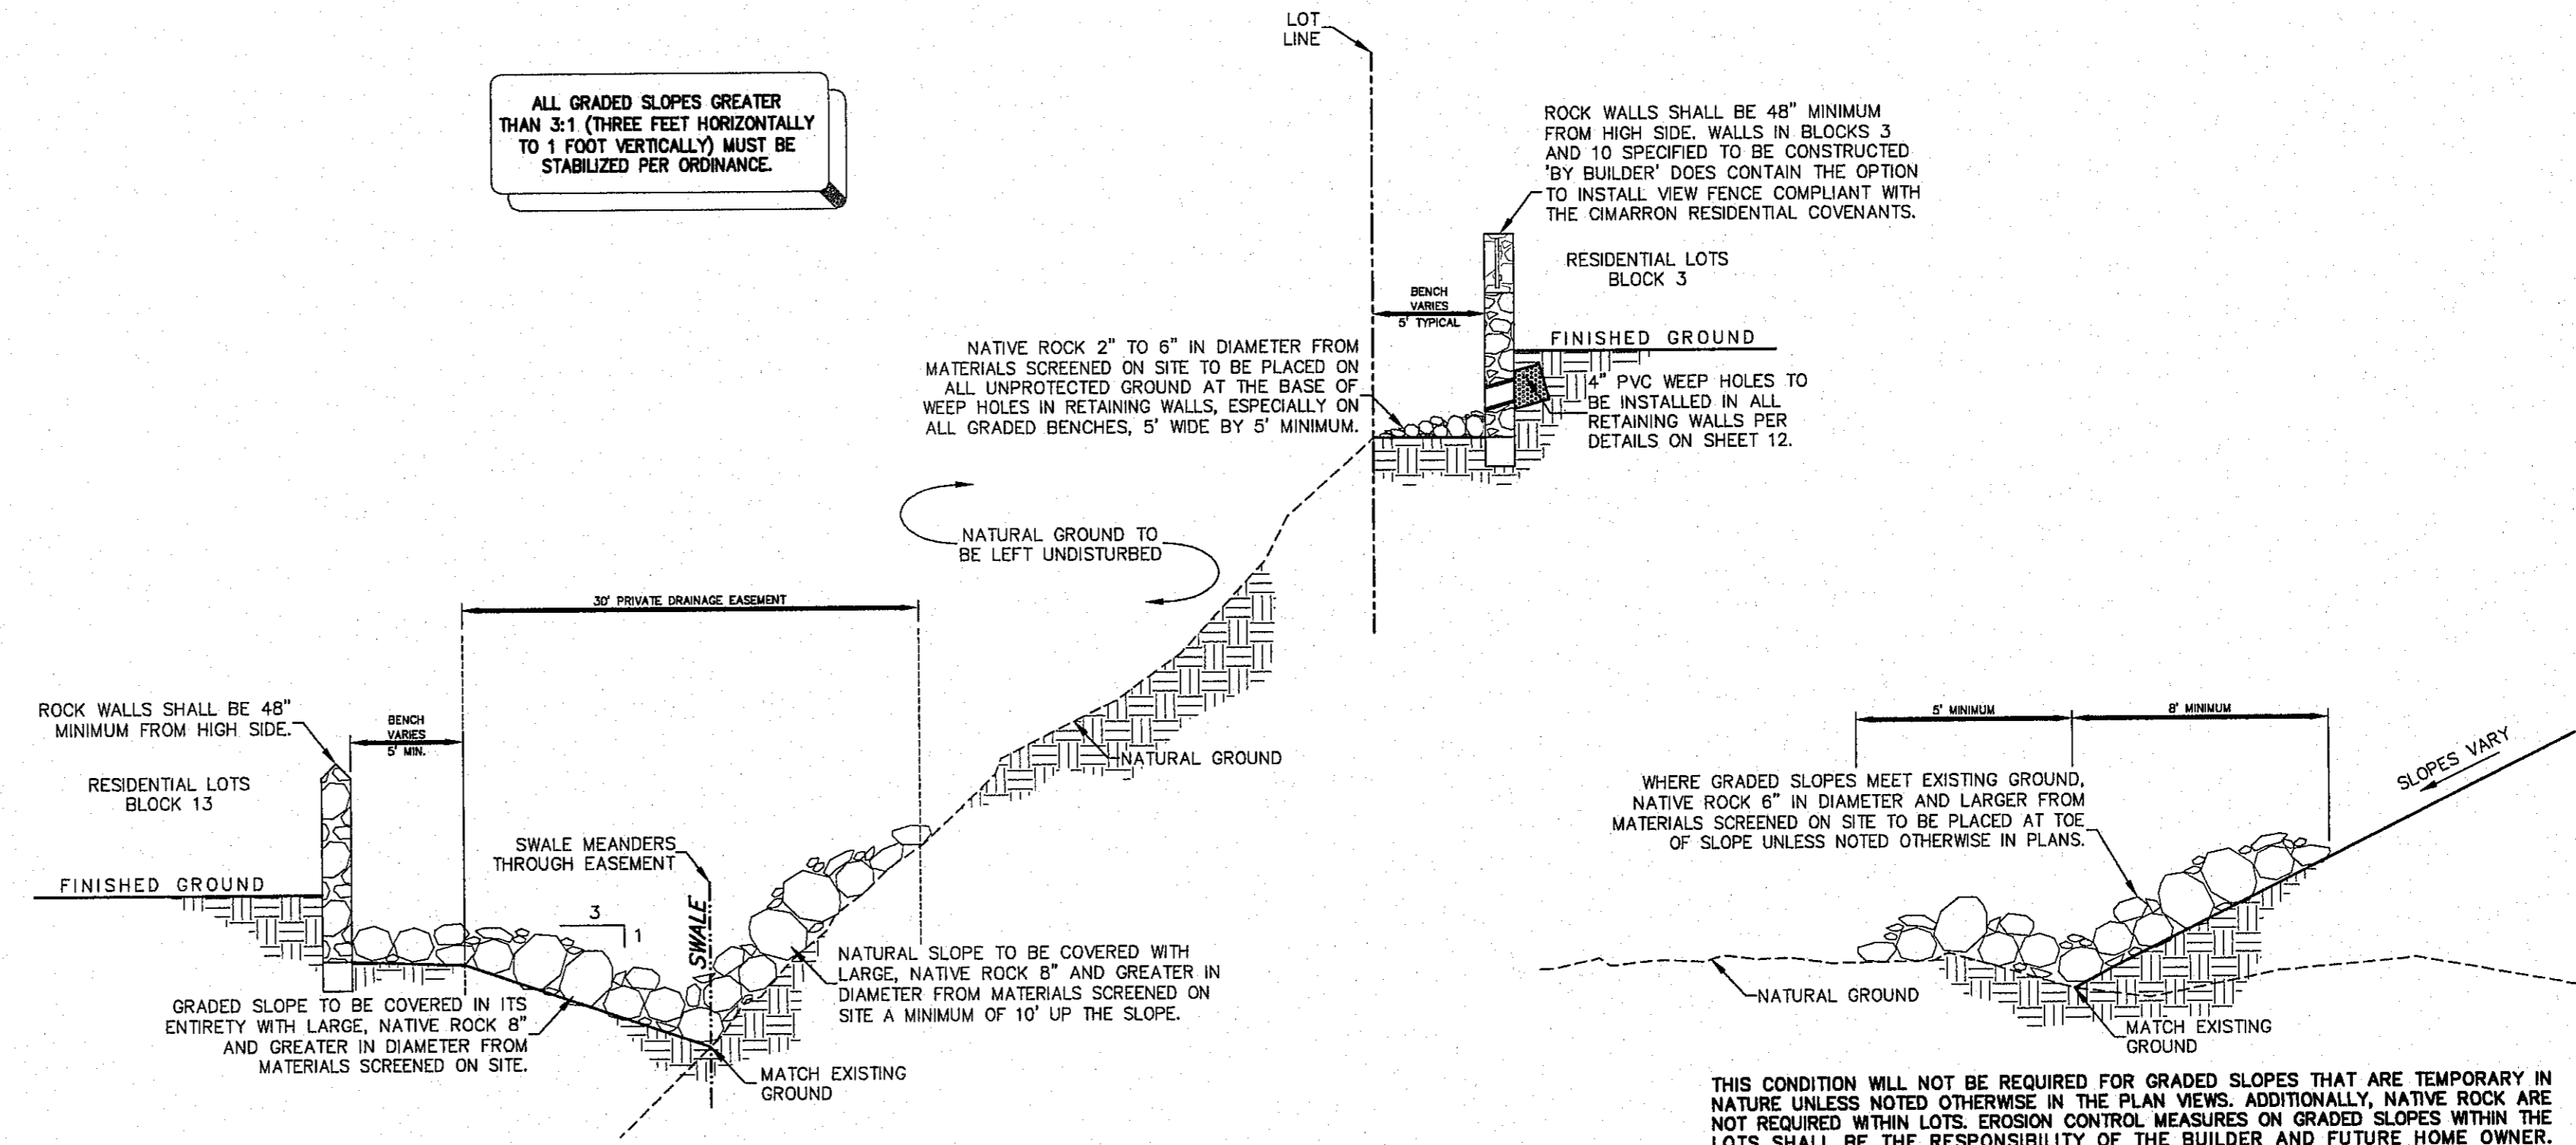 LOT
LINE
ALL GRADED SLOPES GREATER
THAN 3:1 (THREE FEET HORIZONTALLY
TO 1 FOOT VERTICALLY) MUST BE
STABILIZED PER ORDINANCE.
ROCK WALLS SHALL BE 48" MINIMUM
FROM HIGH SIDE. WALLS IN BLOCKS 3
AND 10 SPECIFIED TO BE CONSTRUCTED
'BY BUILDER' DOES CONTAIN THE OPTION
TO INSTALL VIEW FENCE COMPLIANT WITH
THE CIMARRON RESIDENTIAL COVENANTS.
RESIDENTIAL LOTS
BLOCK 3
BENCH
VARIES
5' TYPICAL
FINISHED GROUND
NATIVE ROCK 2" TO 6" IN DIAMETER FROM
MATERIALS SCREENED ON SITE TO BE PLACED ON
ALL UNPROTECTED GROUND AT THE BASE OF
WEEP HOLES IN RETAINING WALLS, ESPECIALLY ON
ALL GRADED BENCHES, 5' WIDE BY 5' MINIMUM.
4" PVC WEEP HOLES TO
BE INSTALLED IN ALL
RETAINING WALLS PER
DETAILS ON SHEET 12.
NATURAL GROUND TO
BE LEFT UNDISTURBED
30' PRIVATE DRAINAGE EASEMENT
ROCK WALLS SHALL BE 48"
MINIMUM FROM HIGH SIDE.
BENCH
VARIES
5' MIN.
RESIDENTIAL LOTS
BLOCK 13
NATURAL GROUND
SWALE MEANDERS
THROUGH EASEMENT
FINISHED GROUND
3
1
SWALE
NATURAL SLOPE TO BE COVERED WITH
LARGE, NATIVE ROCK 8" AND GREATER IN
DIAMETER FROM MATERIALS SCREENED ON
SITE A MINIMUM OF 10' UP THE SLOPE.
GRADED SLOPE TO BE COVERED IN ITS
ENTIRETY WITH LARGE, NATIVE ROCK 8"
AND GREATER IN DIAMETER FROM
MATERIALS SCREENED ON SITE.
MATCH EXISTING
GROUND
5' MINIMUM
8' MINIMUM
SLOPES VARY
WHERE GRADED SLOPES MEET EXISTING GROUND,
NATIVE ROCK 6" IN DIAMETER AND LARGER FROM
MATERIALS SCREENED ON SITE TO BE PLACED AT TOE
OF SLOPE UNLESS NOTED OTHERWISE IN PLANS.
NATURAL GROUND
MATCH EXISTING
GROUND
THIS CONDITION WILL NOT BE REQUIRED FOR GRADED SLOPES THAT ARE TEMPORARY IN
NATURE UNLESS NOTED OTHERWISE IN THE PLAN VIEWS. ADDITIONALLY, NATIVE ROCK ARE
NOT REQUIRED WITHIN LOTS. EROSION CONTROL MEASURES ON GRADED SLOPES WITHIN THE
LOTS SHALL BE THE RESPONSIBILITY OF THE BUILDER AND FUTURE HOME OWNER.